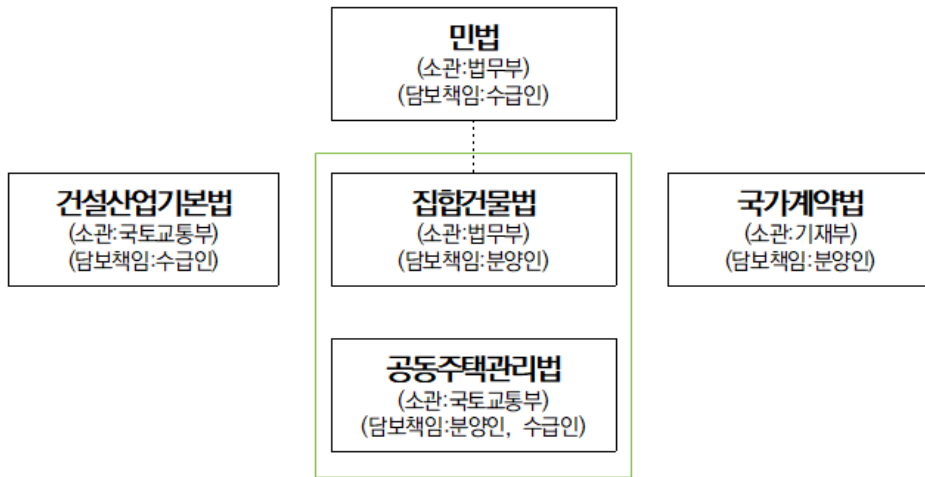 민법
(소관:법무부)
(담보책임:수급인)
건설산업기본법
(소관:국토교통부)
(담보책임:수급인)
집합건물법
(소관:법무부)
(담보책임:분양인)
국가계약법
(소관:기재부)
(담보책임:분양인)
공동주택관리법
(소관:국토교통부)
(담보책임:분양인, 수급인)